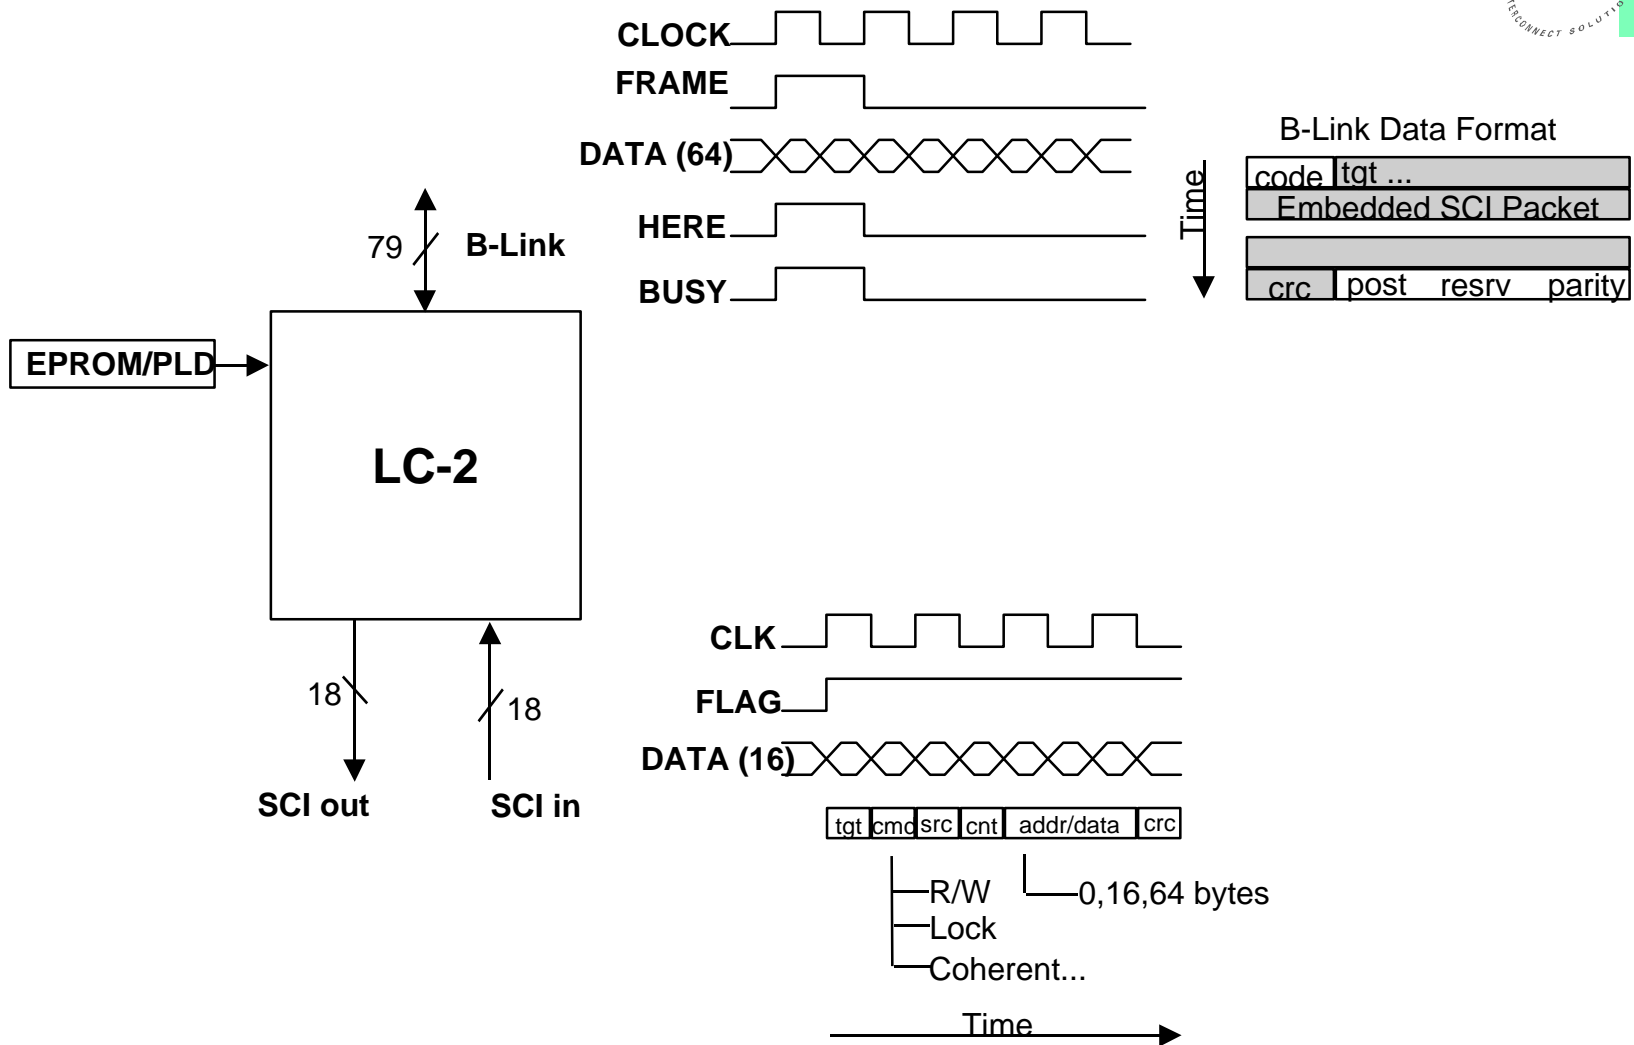 SOLUTIO
CLOCK
FRAME
DATA (64)
HERE
BUSY
B-Link Data Format
Time
code tgt ...
Embedded SCI Packet
crc post resrv parity
79 B-Link
EPROM/PLD
LC-2
18
18
SCI out
SCI in
CLK
FLAG
DATA (16)
tgt cmd src cnt addr/data crc
R/W
Lock
Coherent...
0,16,64 bytes
Time